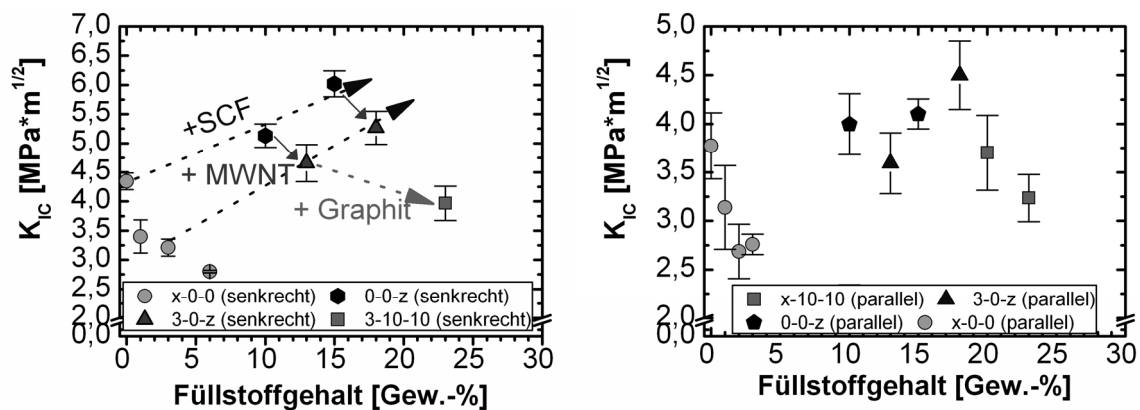 K_IC [MPa*m^1/2]
7,0
6,5
6,0
5,5
5,0
4,5
4,0
3,5
3,0
2,5
0,0
+SCF
+ MWNT
+ Graphit
x-0-0 (senkrecht)
0-0-z (senkrecht)
3-0-z (senkrecht)
3-10-10 (senkrecht)
0 5 10 15 20 25 30
Füllstoffgehalt [Gew.-%]
K_IC [MPa*m^1/2]
5,0
4,5
4,0
3,5
3,0
2,5
0,0
x-10-10 (parallel)
3-0-z (parallel)
0-0-z (parallel)
x-0-0 (parallel)
0 5 10 15 20 25 30
Füllstoffgehalt [Gew.-%]